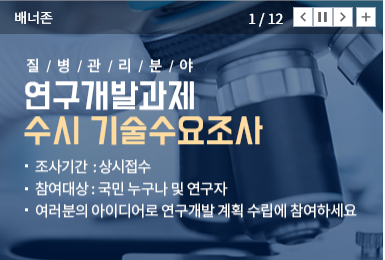 배너존
1 / 12
질 / 병 / 관 / 리 / 분 / 야
연구개발과제
수시 기술수요조사
• 조사기간 : 상시접수
• 참여대상 : 국민 누구나 및 연구자
• 여러분의 아이디어로 연구개발 계획 수립에 참여하세요